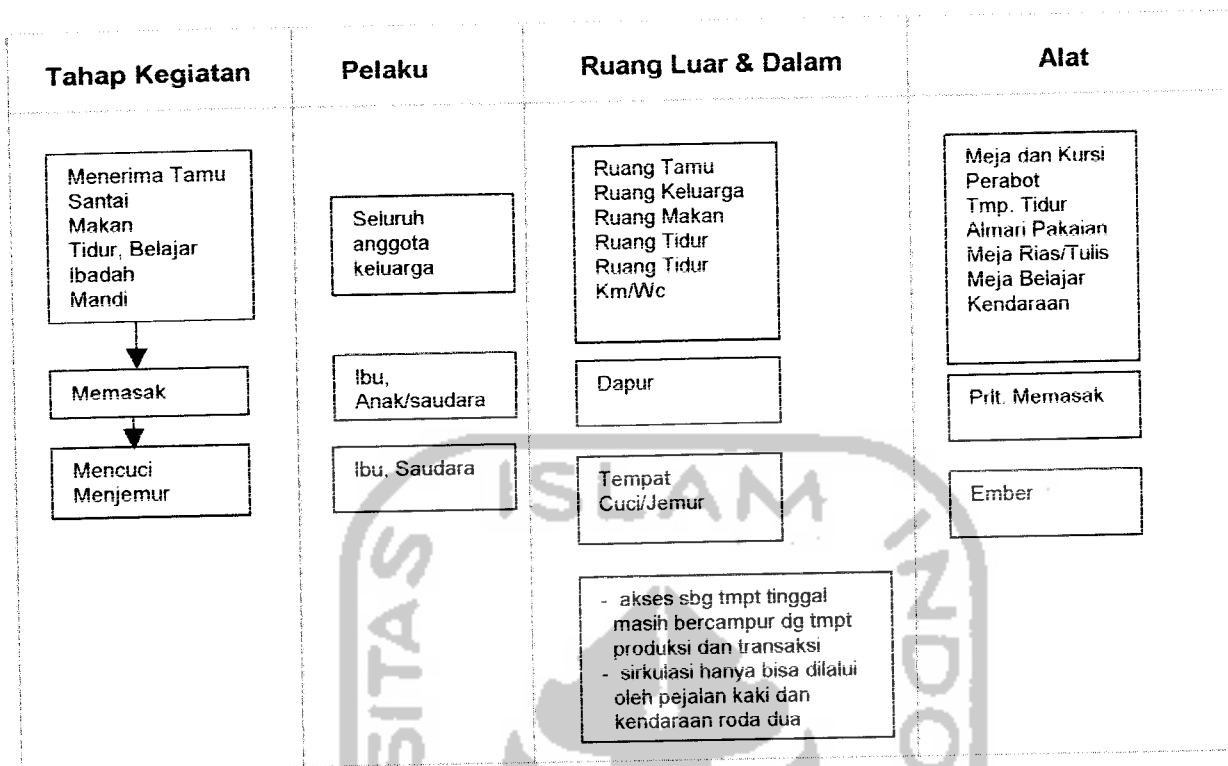 Tahap Kegiatan
Pelaku
Ruang Luar & Dalam
Alat
Menerima Tamu
Santai
Makan
Tidur, Belajar
Ibadah
Mandi
Seluruh
anggota
keluarga
Ruang Tamu
Ruang Keluarga
Ruang Makan
Ruang Tidur
Ruang Tidur
Km/Wc
Meja dan Kursi
Perabot
Tmp. Tidur
Almari Pakaian
Meja Rias/Tulis
Meja Belajar
Kendaraan
Memasak
Ibu,
Anak/saudara
Dapur
Prlt. Memasak
Mencuci
Menjemur
Ibu, Saudara
Tempat
Cuci/Jemur
Ember
- akses sbg tmpt tinggal
masih bercampur dg tmpt
produksi dan transaksi
- sirkulasi hanya bisa dilalui
oleh pejalan kaki dan
kendaraan roda dua
SITAS
ISLAM
INDO